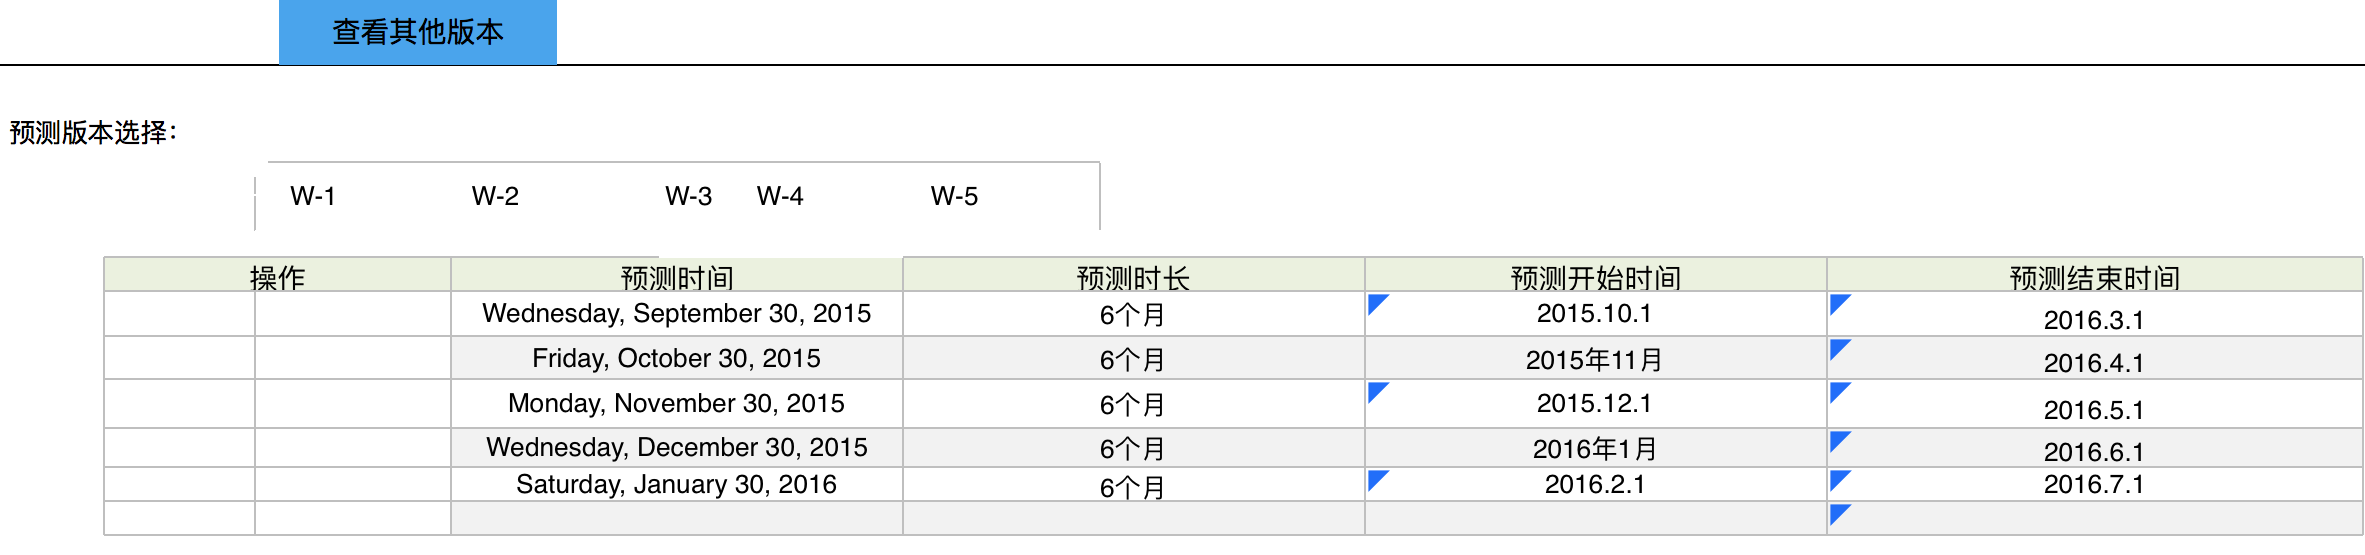 查看其他版本
预测版本选择：
W-1 W-2 W-3 W-4 W-5
操作 预测时间 预测时长 预测开始时间 预测结束时间
Wednesday, September 30, 2015 6个月 2015.10.1 2016.3.1
Friday, October 30, 2015 6个月 2015年11月 2016.4.1
Monday, November 30, 2015 6个月 2015.12.1 2016.5.1
Wednesday, December 30, 2015 6个月 2016年1月 2016.6.1
Saturday, January 30, 2016 6个月 2016.2.1 2016.7.1